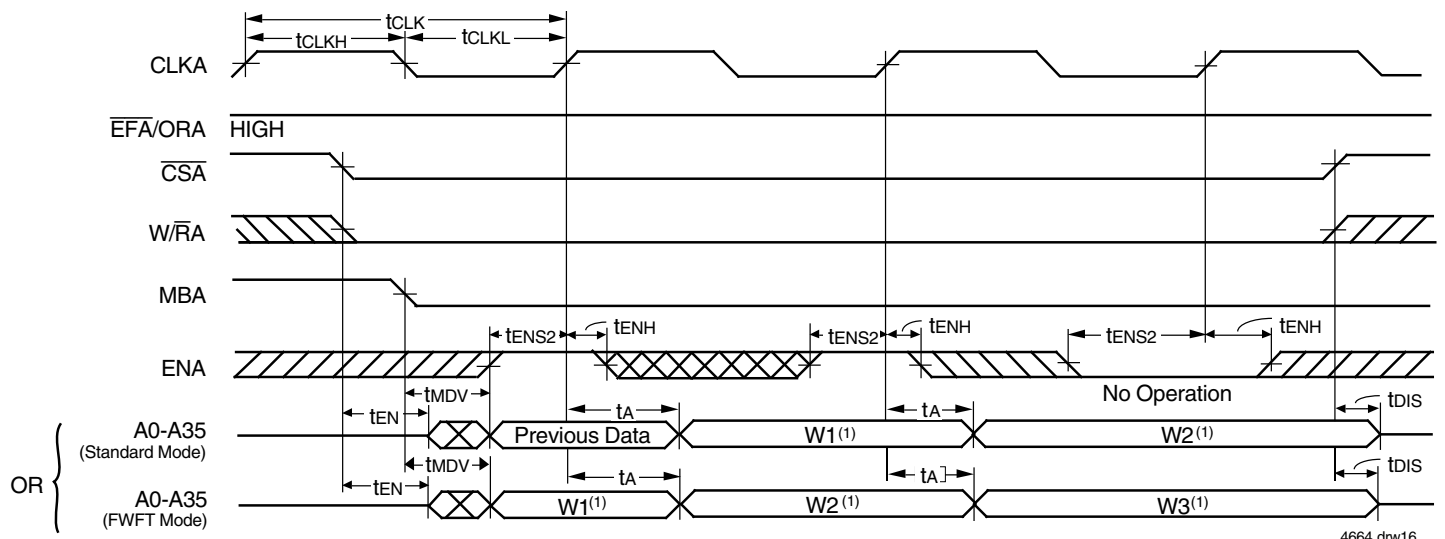 tCLK
tCLKH tCLKL
CLKA
EFA/ORA HIGH
CSA
W/RA
MBA
tENS2 tENH tENS2 tENH tENS2 tENH
ENA
No Operation
tMDV
tEN tA tA tDIS
A0-A35
(Standard Mode)
Previous Data W1(1) W2(1)
OR
tMDV
tEN tA tA tDIS
A0-A35
(FWFT Mode)
W1(1) W2(1) W3(1)
4664 drw16